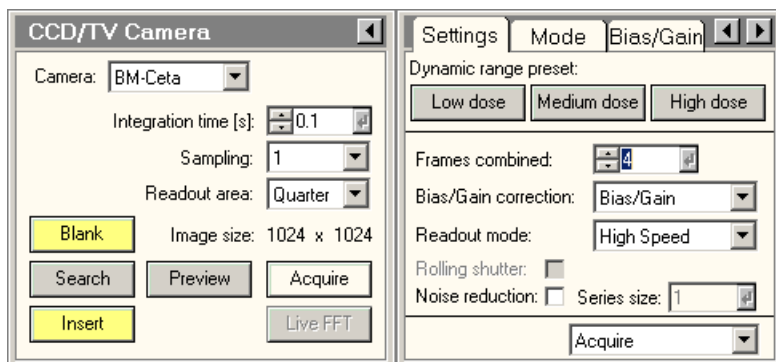 CCD/TV Camera
Camera: BM-Ceta
Integration time [s]: 0.1
Sampling: 1
Readout area: Quarter
Blank Image size: 1024 x 1024
Search Preview Acquire
Insert Live FFT
Settings Mode Bias/Gain
Dynamic range preset:
Low dose Medium dose High dose
Frames combined: 4
Bias/Gain correction: Bias/Gain
Readout mode: High Speed
Rolling shutter:
Noise reduction: Series size: 1
Acquire